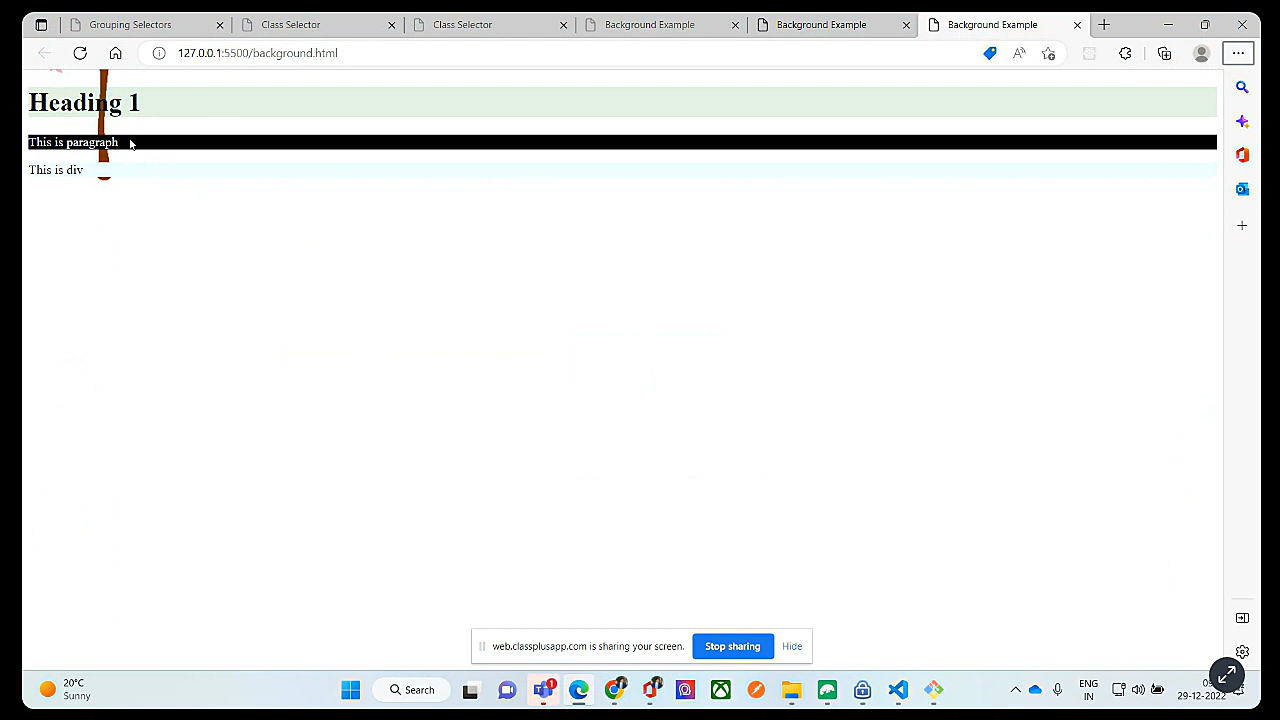 Grouping Selectors
Class Selector
Class Selector
Background Example
Background Example
Background Example
127.0.0.1:5500/background.html
Heading 1
This is paragraph
This is div
web.classplusapp.com is sharing your screen.
Stop sharing
Hide
20°C
Sunny
Search
1
ENG
IN
29-12-2022